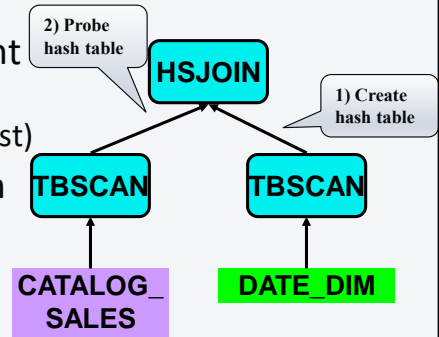 2) Probe
hash table
HSJOIN
1) Create
hash table
TBSCAN
TBSCAN
CATALOG_
SALES
DATE_DIM